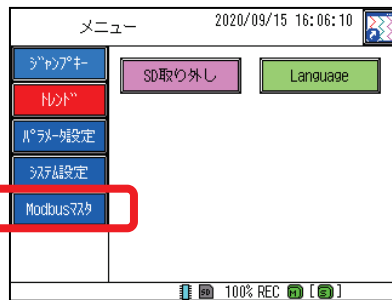 メニュー
2020/09/15 16:06:10
ｼﾞｬﾝﾌﾟｷｰ
SD取り外し
Language
ﾄﾚﾝﾄﾞ
ﾊﾟﾗﾒｰﾀ設定
ｼｽﾃﾑ設定
Modbusﾏｽﾀ
SD 100% REC M [S]